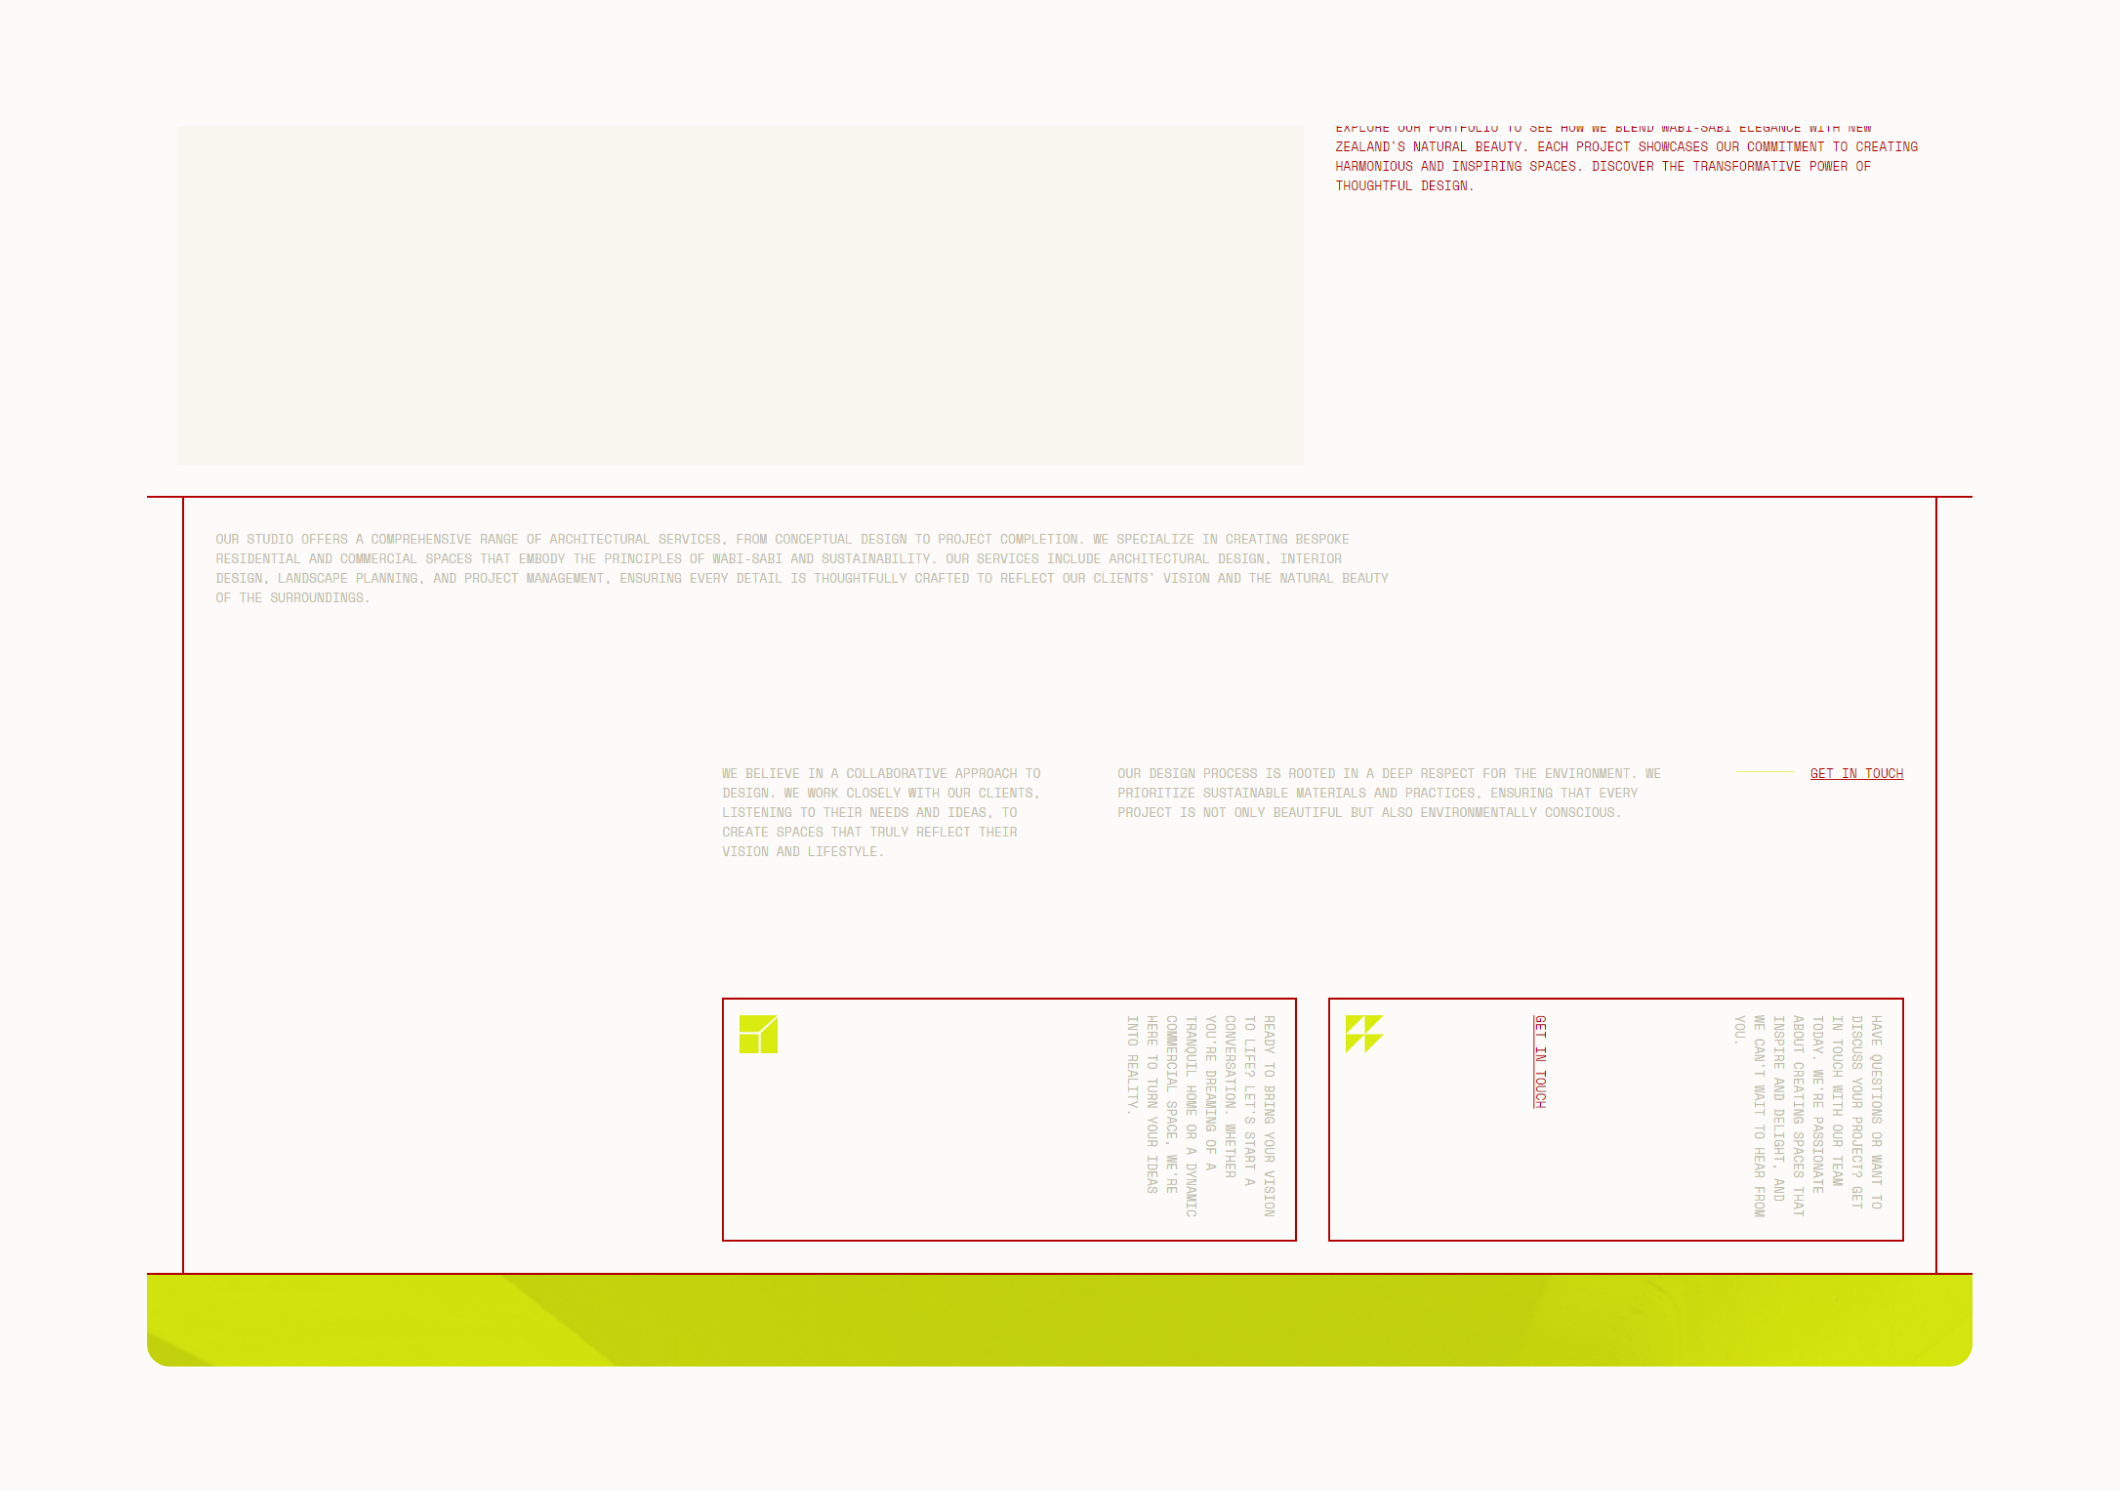 EXPLORE OUR PORTFOLIO TO SEE HOW WE BLEND WABI-SABI ELEGANCE WITH NEW
ZEALAND'S NATURAL BEAUTY. EACH PROJECT SHOWCASES OUR COMMITMENT TO CREATING
HARMONIOUS AND INSPIRING SPACES. DISCOVER THE TRANSFORMATIVE POWER OF
THOUGHTFUL DESIGN.
OUR STUDIO OFFERS A COMPREHENSIVE RANGE OF ARCHITECTURAL SERVICES, FROM CONCEPTUAL DESIGN TO PROJECT COMPLETION. WE SPECIALIZE IN CREATING BESPOKE
RESIDENTIAL AND COMMERCIAL SPACES THAT EMBODY THE PRINCIPLES OF WABI-SABI AND SUSTAINABILITY. OUR SERVICES INCLUDE ARCHITECTURAL DESIGN, INTERIOR
DESIGN, LANDSCAPE PLANNING, AND PROJECT MANAGEMENT, ENSURING EVERY DETAIL IS THOUGHTFULLY CRAFTED TO REFLECT OUR CLIENTS' VISION AND THE NATURAL BEAUTY
OF THE SURROUNDINGS.
WE BELIEVE IN A COLLABORATIVE APPROACH TO
DESIGN. WE WORK CLOSELY WITH OUR CLIENTS,
LISTENING TO THEIR NEEDS AND IDEAS, TO
CREATE SPACES THAT TRULY REFLECT THEIR
VISION AND LIFESTYLE.
OUR DESIGN PROCESS IS ROOTED IN A DEEP RESPECT FOR THE ENVIRONMENT. WE
PRIORITIZE SUSTAINABLE MATERIALS AND PRACTICES, ENSURING THAT EVERY
PROJECT IS NOT ONLY BEAUTIFUL BUT ALSO ENVIRONMENTALLY CONSCIOUS.
GET IN TOUCH
READY TO BRING YOUR VISION
TO LIFE? LET'S START A
CONVERSATION. WHETHER
YOU'RE DREAMING OF A
TRANQUIL HOME OR A DYNAMIC
COMMERCIAL SPACE, WE'RE
HERE TO TURN YOUR IDEAS
INTO REALITY.
HAVE QUESTIONS OR WANT TO
DISCUSS YOUR PROJECT? GET
IN TOUCH WITH OUR TEAM
TODAY. WE'RE PASSIONATE
ABOUT CREATING SPACES THAT
INSPIRE AND DELIGHT, AND
WE CAN'T WAIT TO HEAR FROM
YOU.
GET IN TOUCH